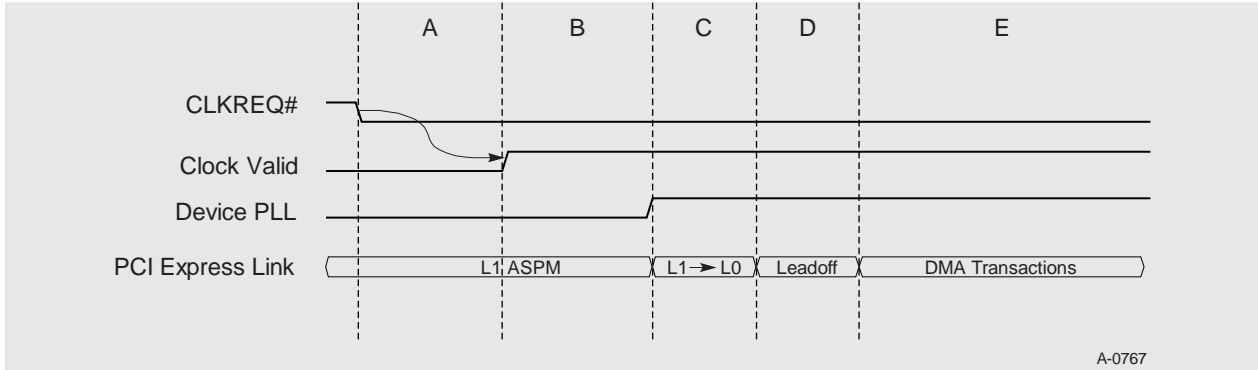 A B C D E
CLKREQ#
Clock Valid
Device PLL
PCI Express Link L1 ASPM L1 → L0 Leadoff DMA Transactions
A-0767